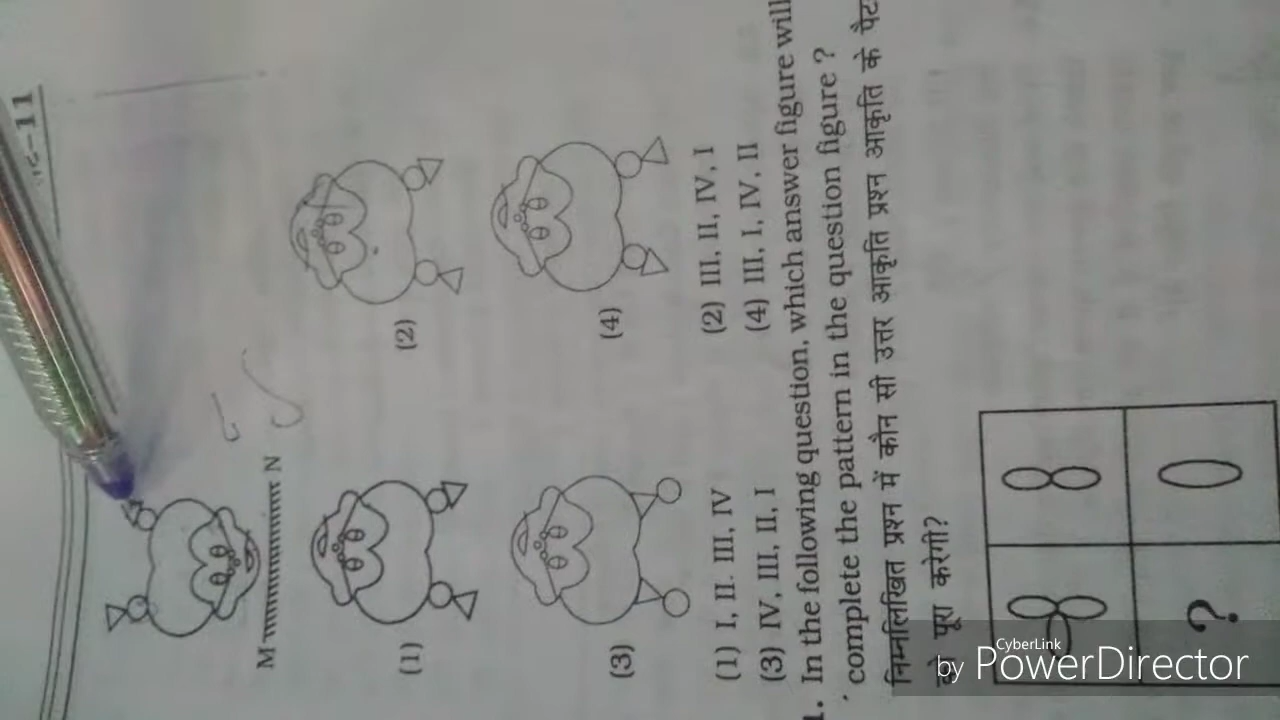 M N
(1)
(2)
(3)
(4)
(1) I, II. III, IV (2) III, II, IV, I
(3) IV, III, II, I (4) III, I, IV, II
1. In the following question, which answer figure will
complete the pattern in the question figure ?
निम्नलिखित प्रश्न में कौन सी उत्तर आकृति प्रश्न आकृति के
पूरा करेगी?
?
CyberLink
by PowerDirector